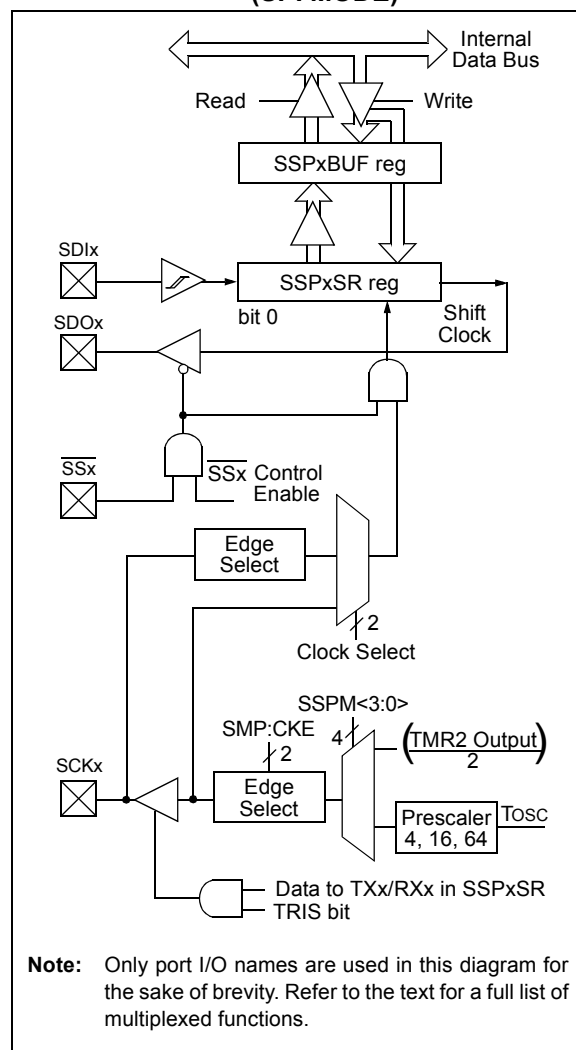 (SPI MODE)
Internal
Data Bus
Read
Write
SSPxBUF reg
SDIx
SSPxSR reg
bit 0
Shift
Clock
SDOx
SSx
SSx Control
Enable
Edge
Select
2
Clock Select
SSPM<3:0>
SMP:CKE
4
2
(TMR2 Output)
2
SCKx
Edge
Select
Prescaler
4, 16, 64
TOSC
Data to TXx/RXx in SSPxSR
TRIS bit
Note: Only port I/O names are used in this diagram for
the sake of brevity. Refer to the text for a full list of
multiplexed functions.